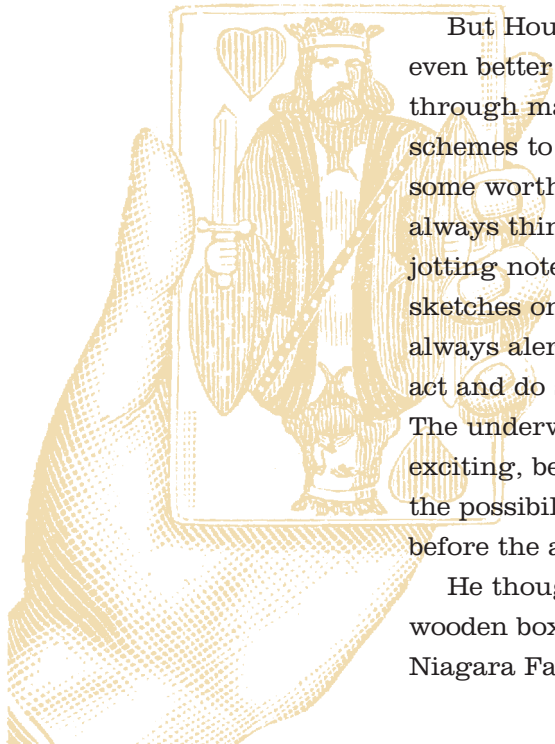 But Hou
even better
through ma
schemes to
some worth
always thin
jotting note
sketches or
always aler
act and do
The underw
exciting, be
the possibil
before the a
He thoug
wooden box
Niagara Fa